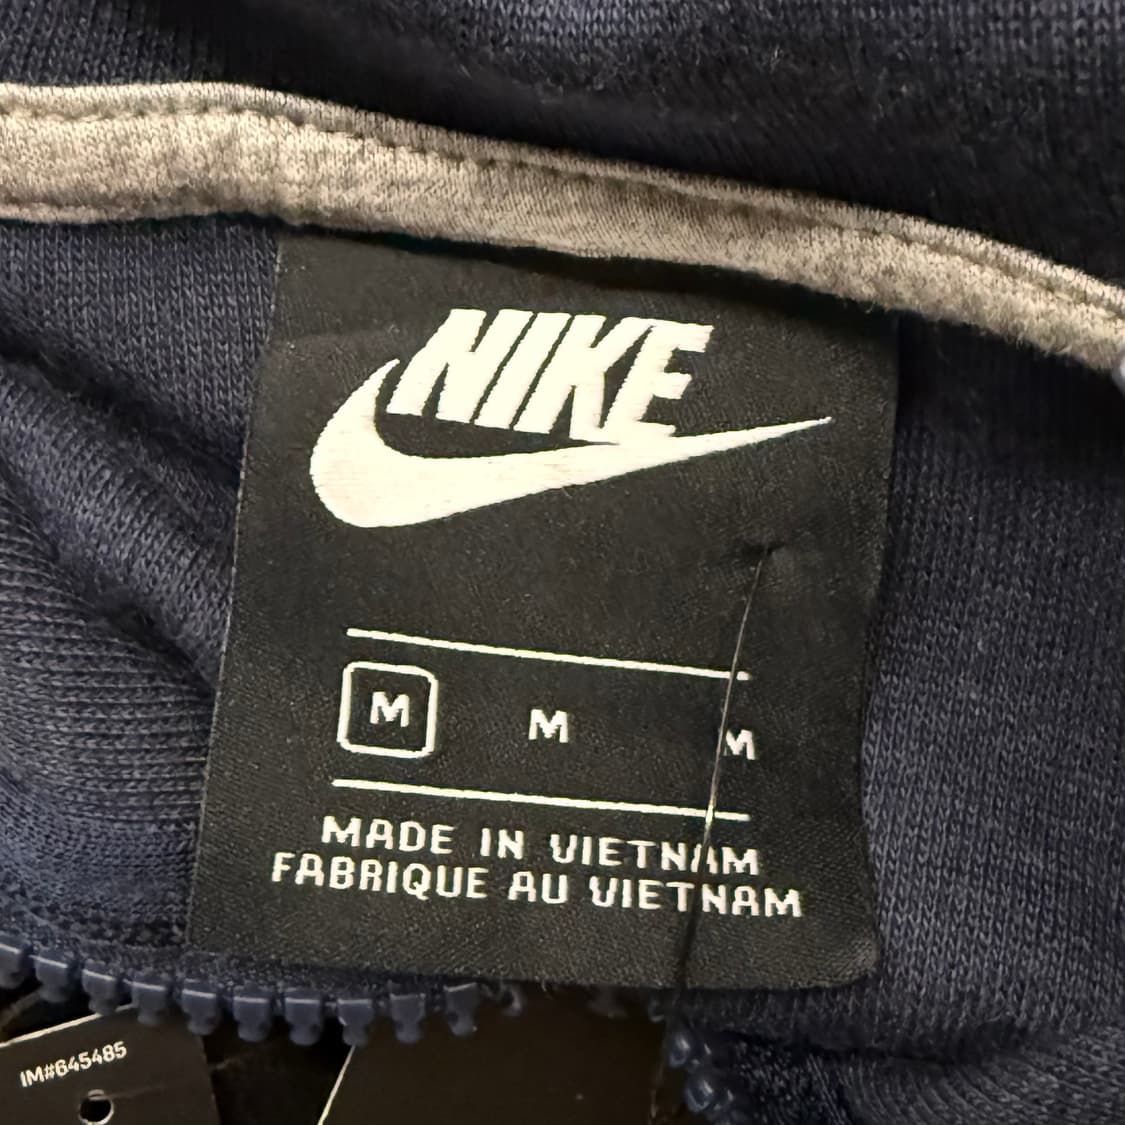 NIKE
M M M
MADE IN VIETNAM
FABRIQUE AU VIETNAM
IM#645485